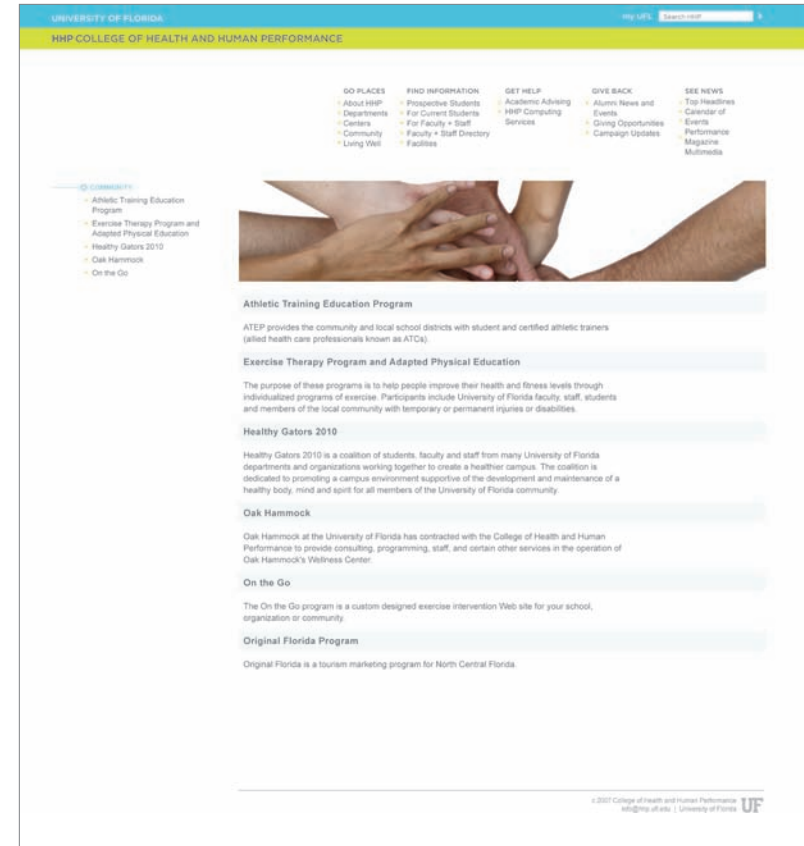 UNIVERSITY OF FLORIDA
my UFL Search HHP
HHP COLLEGE OF HEALTH AND HUMAN PERFORMANCE
GO PLACES
About HHP
Departments
Centers
Community
Living Well
FIND INFORMATION
Prospective Students
For Current Students
For Faculty + Staff
Faculty + Staff Directory
Facilities
GET HELP
Academic Advising
HHP Computing
Services
GIVE BACK
Alumni News and
Events
Giving Opportunities
Campaign Updates
SEE NEWS
Top Headlines
Calendar of
Events
Performance
Magazine
Multimedia
COMMUNITY
Athletic Training Education
Program
Exercise Therapy Program and
Adapted Physical Education
Healthy Gators 2010
Oak Hammock
On the Go
Athletic Training Education Program
ATEP provides the community and local school districts with student and certified athletic trainers
(allied health care professionals known as ATCs).
Exercise Therapy Program and Adapted Physical Education
The purpose of these programs is to help people improve their health and fitness levels through
individualized programs of exercise. Participants include University of Florida faculty, staff, students
and members of the local community with temporary or permanent injuries or disabilities.
Healthy Gators 2010
Healthy Gators 2010 is a coalition of students, faculty and staff from many University of Florida
departments and organizations working together to create a healthier campus. The coalition is
dedicated to promoting a campus environment supportive of the development and maintenance of a
healthy body, mind and spirit for all members of the University of Florida community.
Oak Hammock
Oak Hammock at the University of Florida has contracted with the College of Health and Human
Performance to provide consulting, programming, staff, and certain other services in the operation of
Oak Hammock's Wellness Center.
On the Go
The On the Go program is a custom designed exercise intervention Web site for your school,
organization or community.
Original Florida Program
Original Florida is a tourism marketing program for North Central Florida.
c 2007 College of Health and Human Performance
info@hhp.ufl.edu | University of Florida
UF